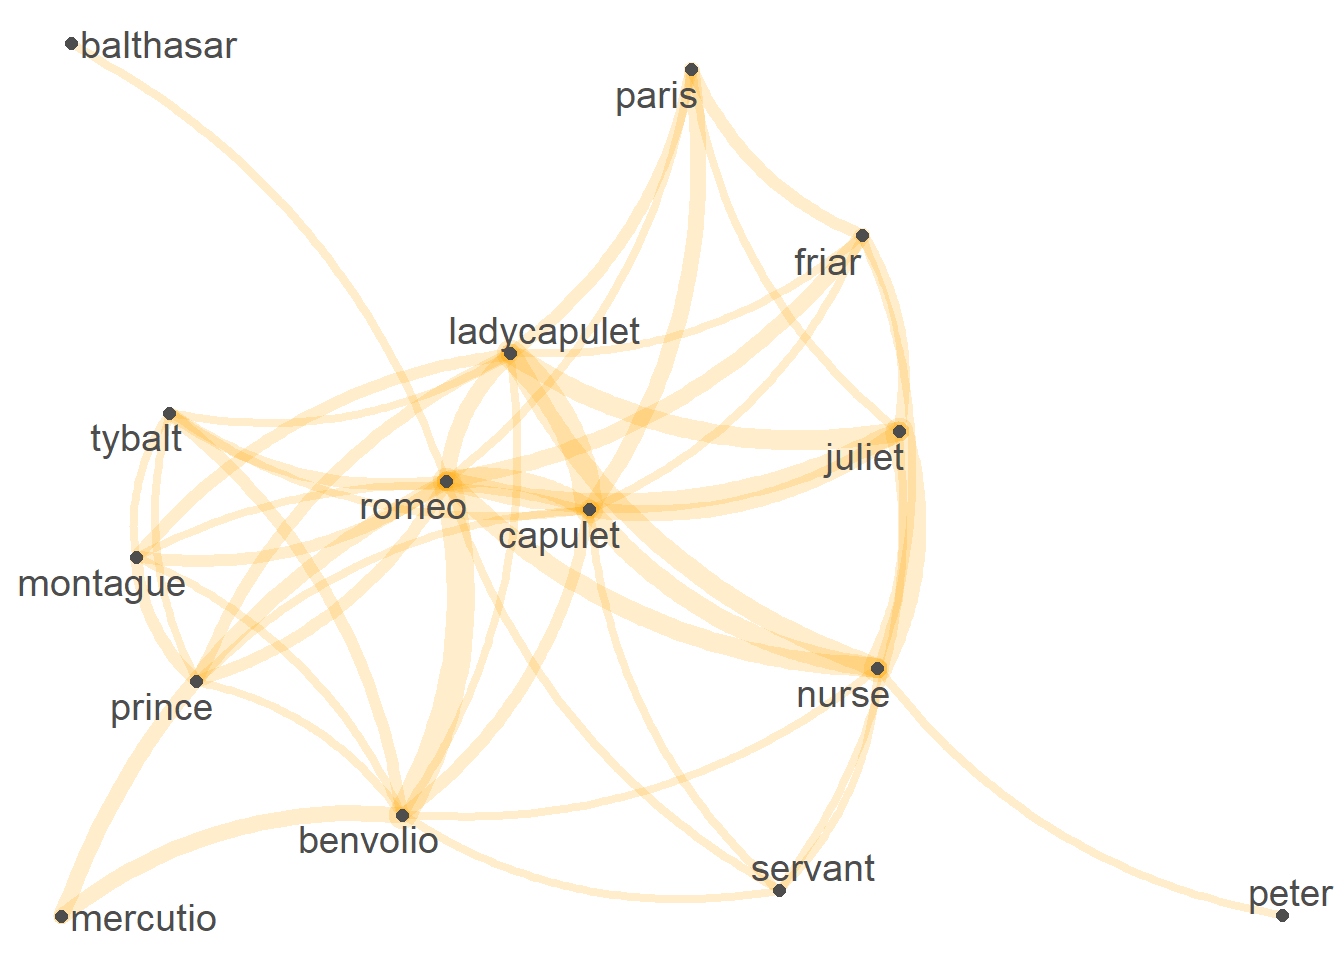 balthasar
paris
friar
ladycapulet
tybalt
juliet
romeo
capulet
montague
nurse
prince
benvolio
servant
peter
mercutio